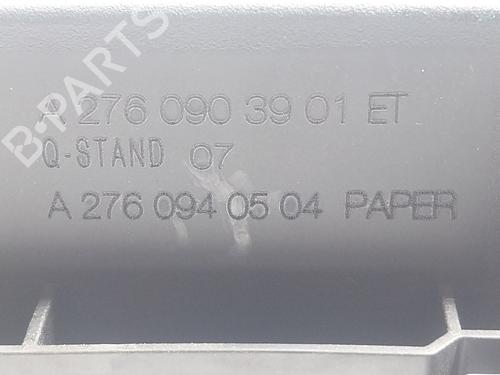 B-PARTS
A 276 090 39 01 ET
Q-STAND 07
A 276 094 05 04 PAPER